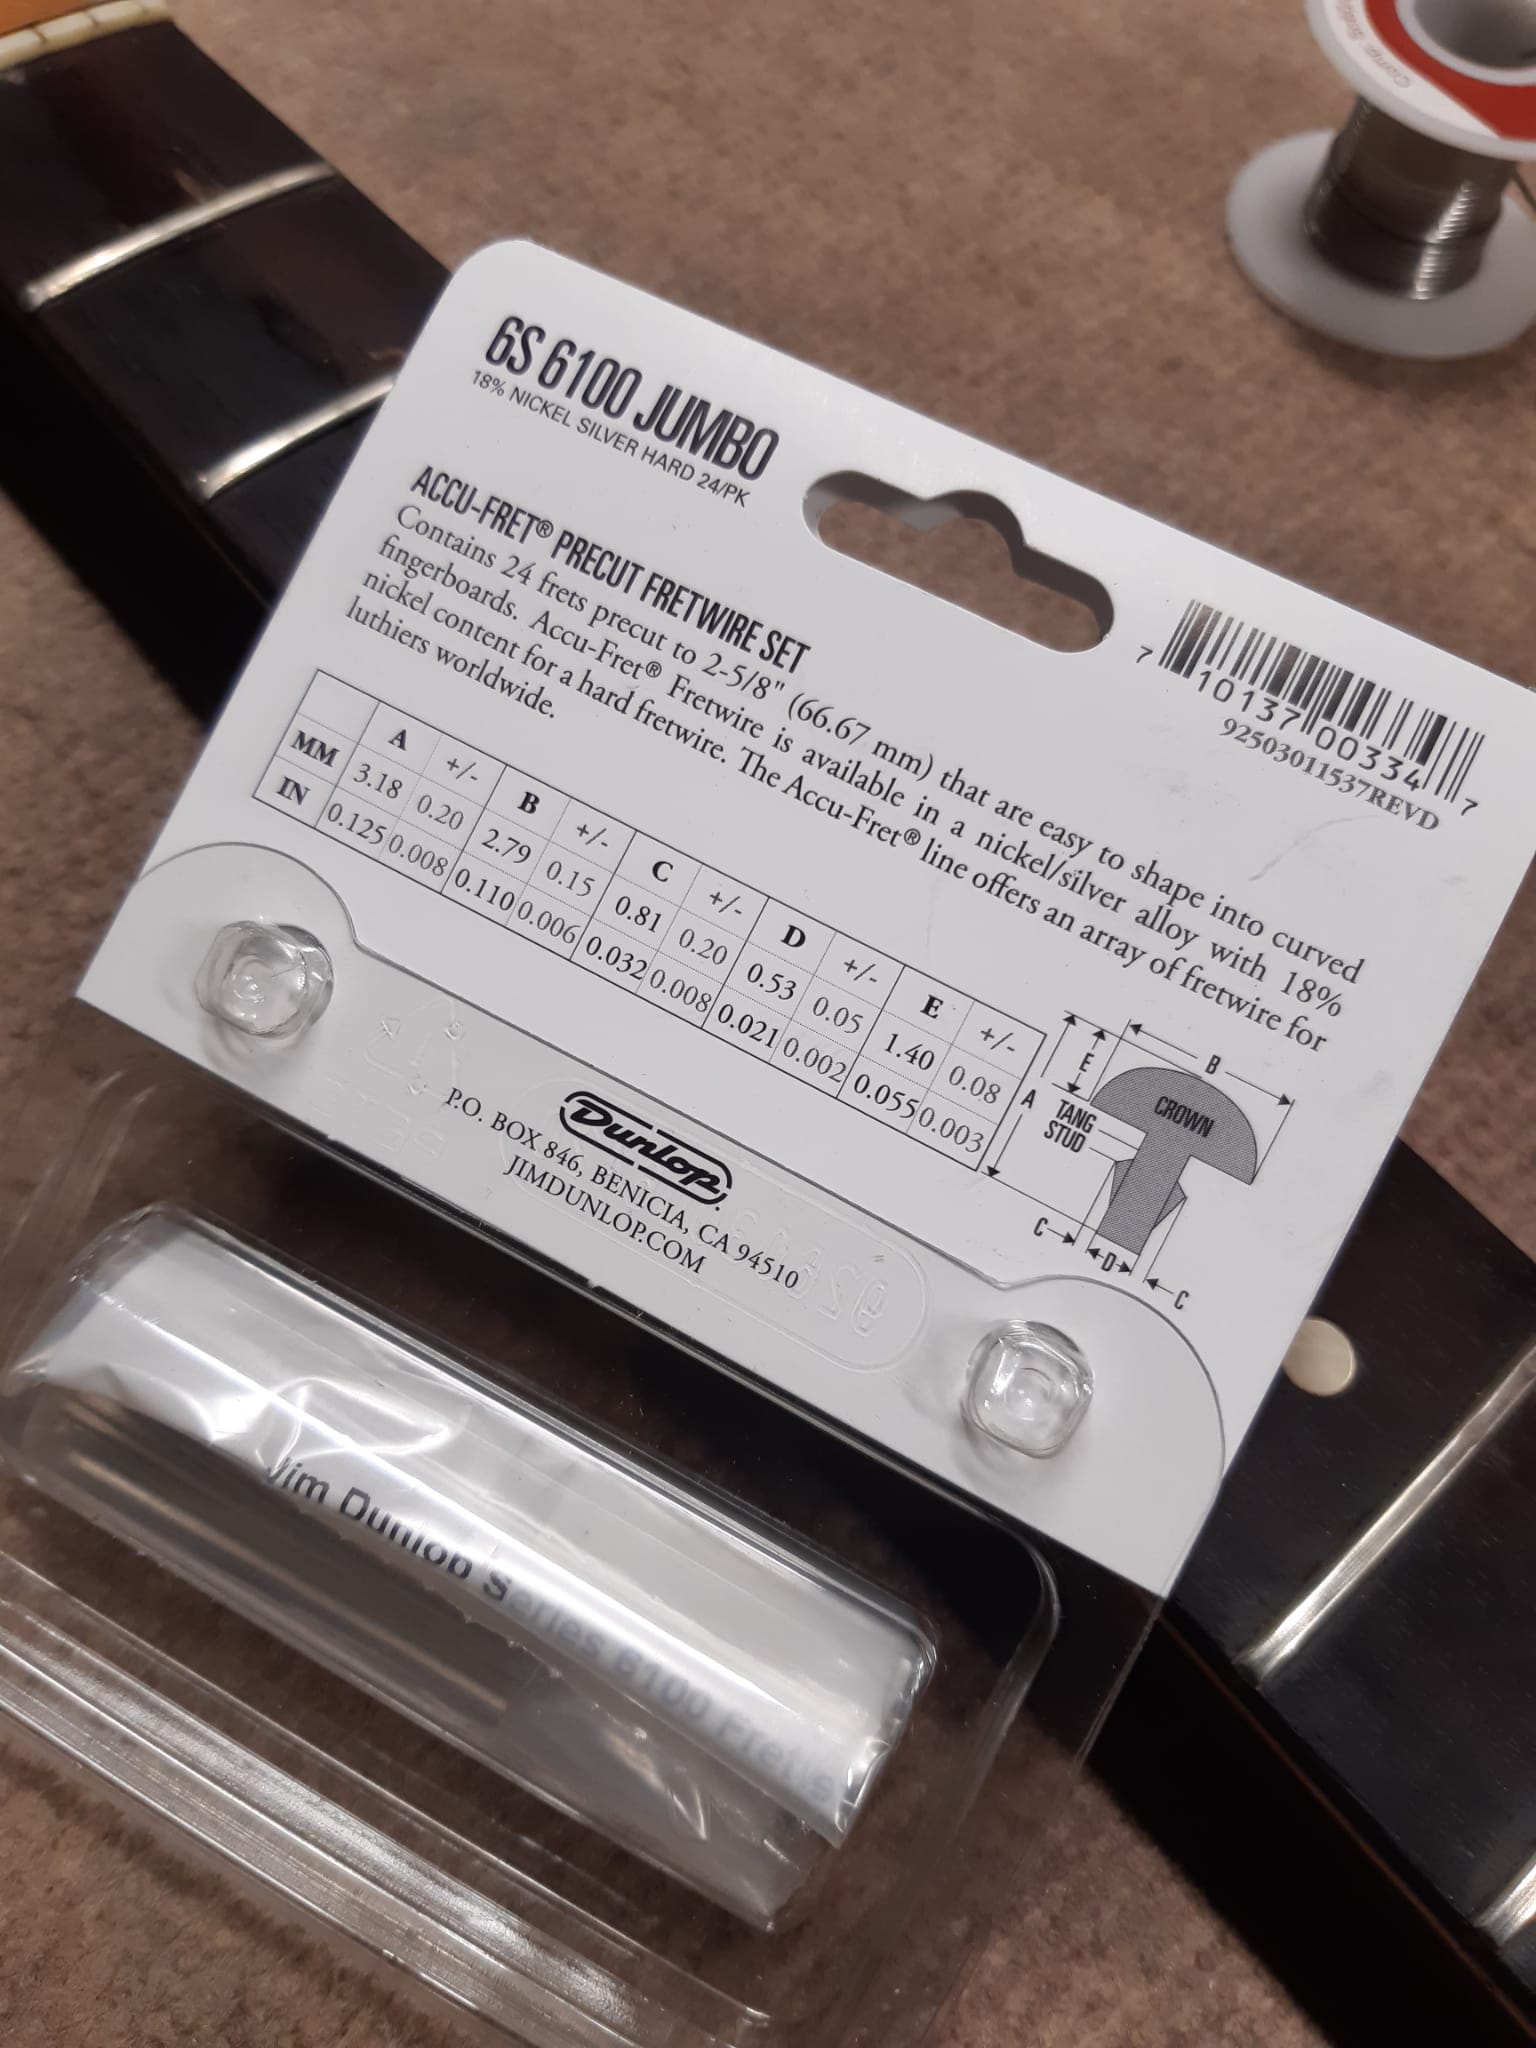 6S 6100 JUMBO
18% NICKEL SILVER HARD 24/PK
ACCU-FRET® PRECUT FRETWIRE SET
Contains 24 frets precut to 2-5/8" (66.67 mm) that are easy to shape into curved
fingerboards. Accu-Fret® Fretwire is available in a nickel/silver alloy with 18%
nickel content for a hard fretwire. The Accu-Fret® line offers an array of fretwire for
luthiers worldwide.
7 10137 00334 7
92503011537REVD
A +/- B +/- C +/- D +/- E +/-
MM 3.18 0.20 2.79 0.15 0.81 0.20 0.53 0.05 1.40 0.08
IN 0.125 0.008 0.110 0.006 0.032 0.008 0.021 0.002 0.055 0.003
B
E
A
CROWN
TANG
STUD
C
D
C
Dunlop
P.O. BOX 846, BENICIA, CA 94510
JIMDUNLOP.COM
Jim Dunlop Series 6100 Frets